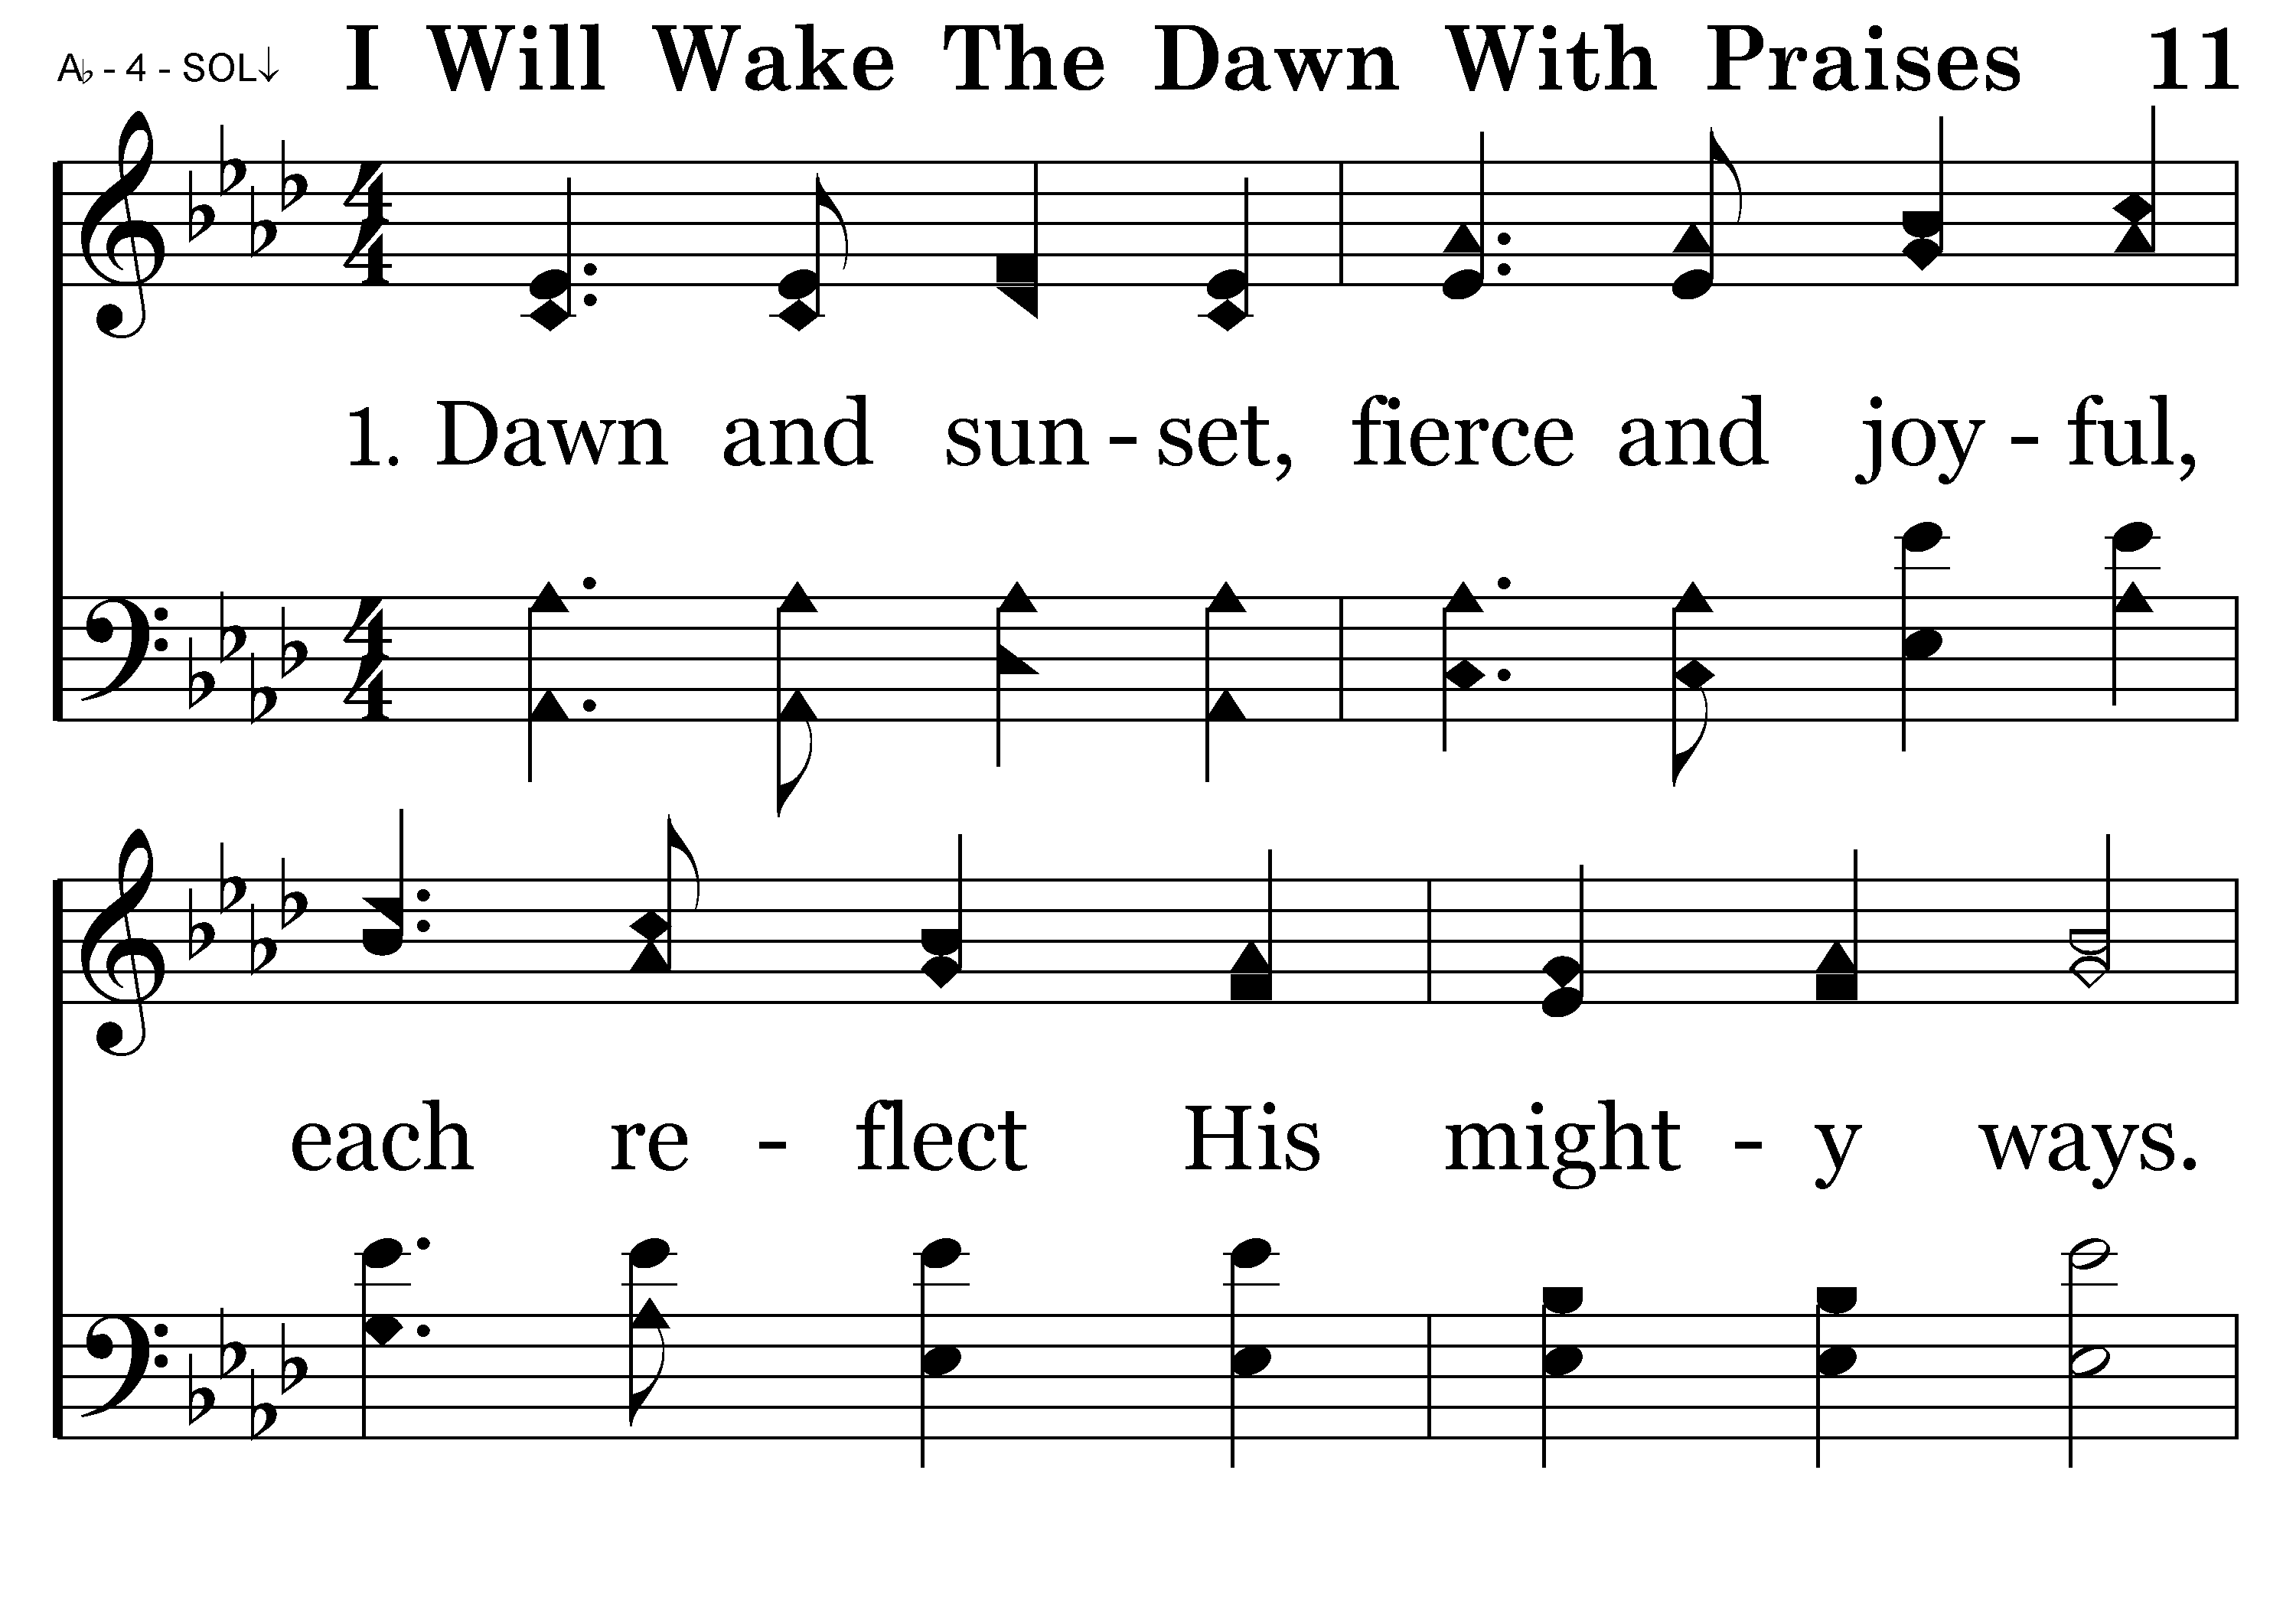 A♭ - 4 - SOL↓ I Will Wake The Dawn With Praises 11
1. Dawn and sun - set, fierce and joy - ful,
each re - flect His might - y ways.